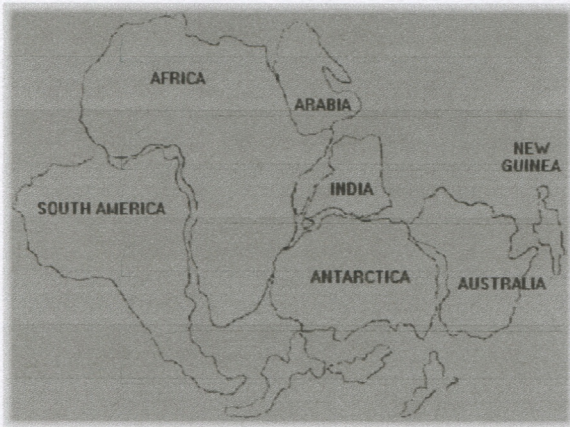 AFRICA
ARABIA
NEW
GUINEA
INDIA
SOUTH AMERICA
ANTARCTICA
AUSTRALIA